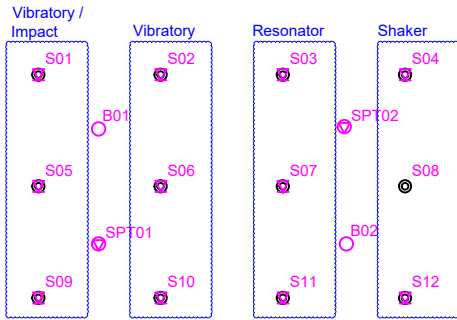 Vibratory /
Impact
Vibratory
Resonator
Shaker
S01
S02
S03
S04
B01
SPT02
S05
S06
S07
S08
SPT01
B02
S09
S10
S11
S12